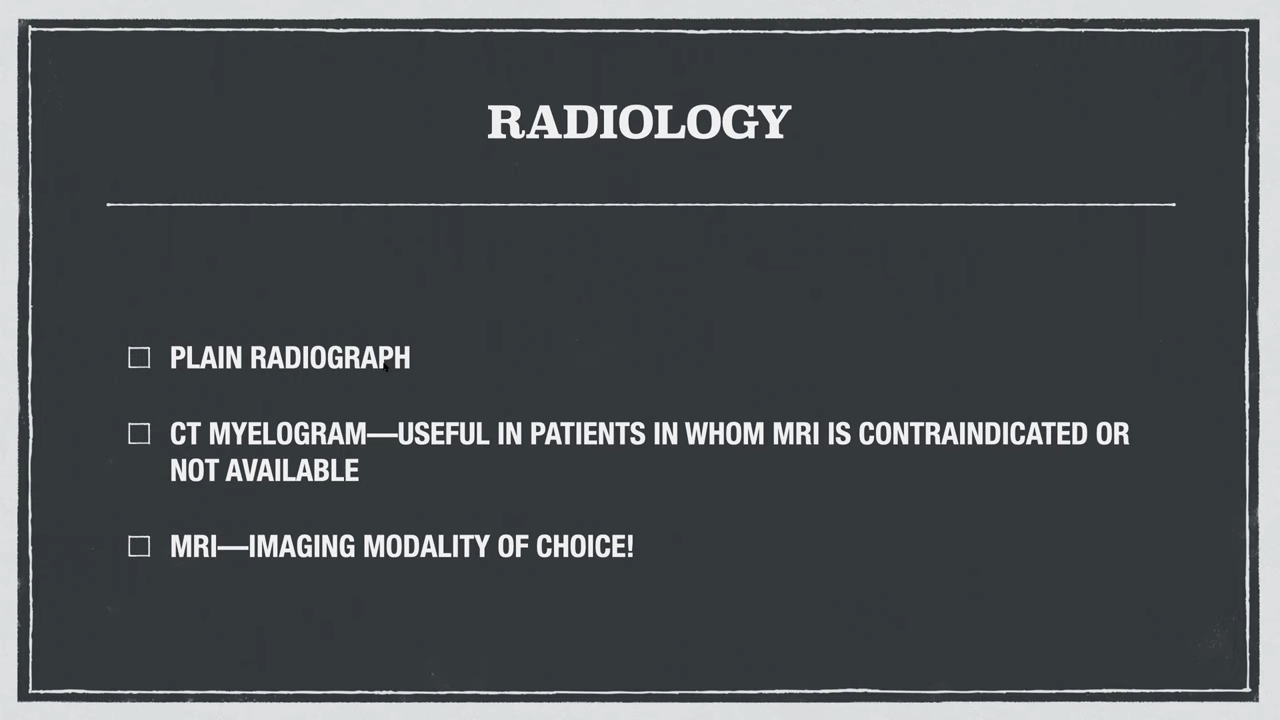 RADIOLOGY
PLAIN RADIOGRAPH
CT MYELOGRAM—USEFUL IN PATIENTS IN WHOM MRI IS CONTRAINDICATED OR
NOT AVAILABLE
MRI—IMAGING MODALITY OF CHOICE!